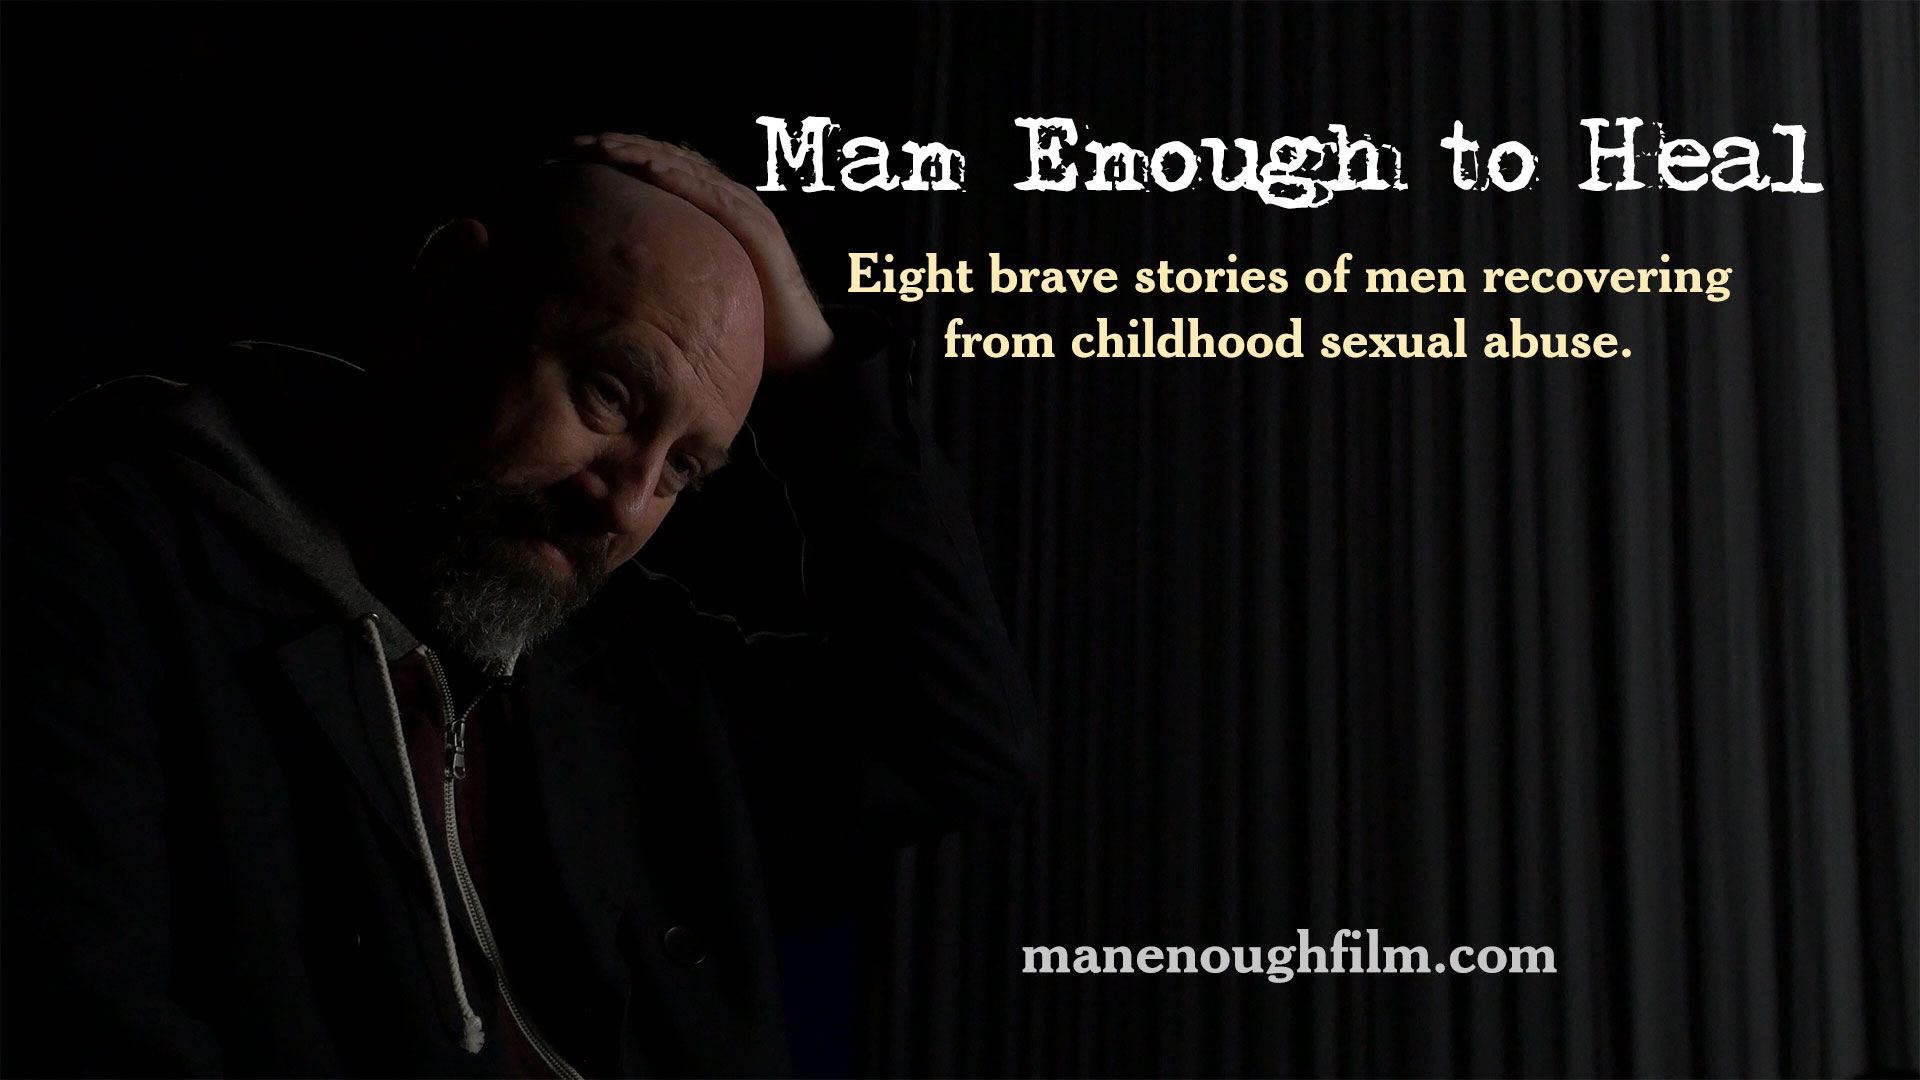 Man Enough to Heal
Eight brave stories of men recovering
from childhood sexual abuse.
manenoughfilm.com